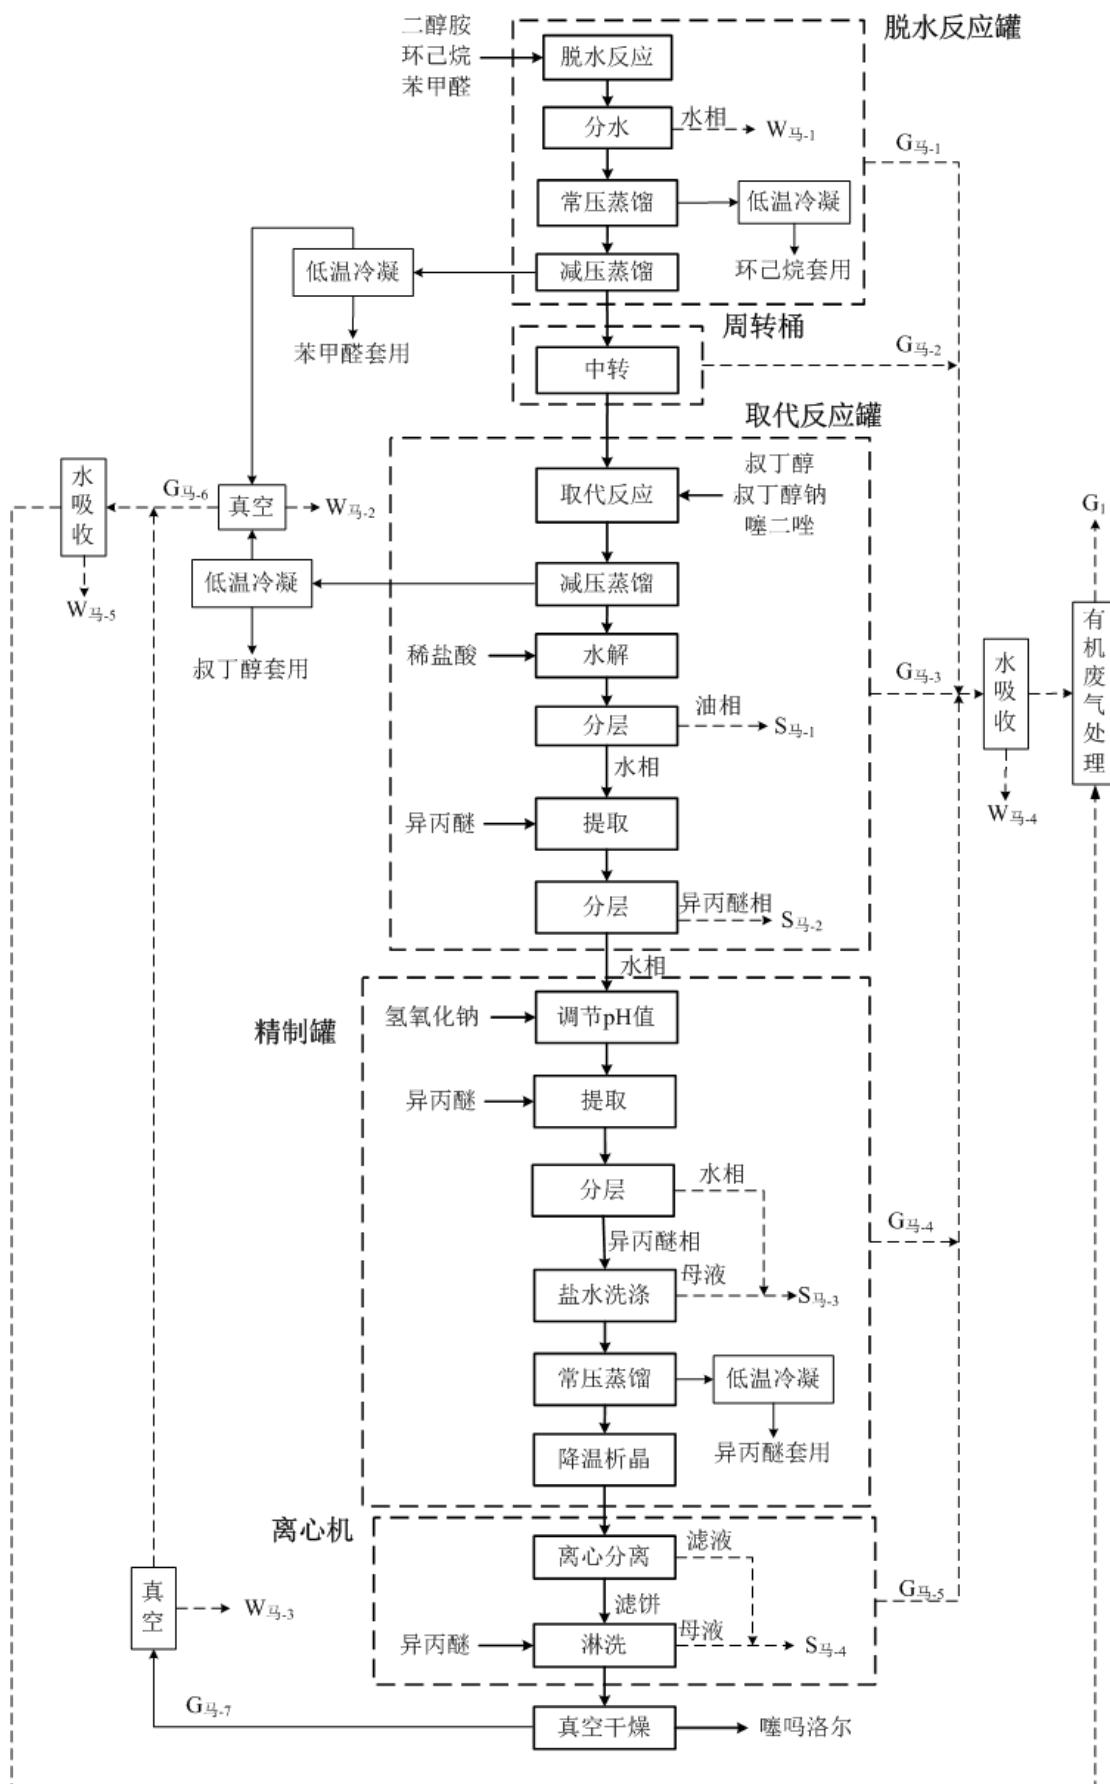 脱水反应罐
二醇胺
环己烷
苯甲醛
脱水反应
分水
水相
W马-1
G马-1
常压蒸馏
低温冷凝
环己烷套用
减压蒸馏
低温冷凝
苯甲醛套用
周转桶
中转
G马-2
取代反应罐
水吸收
G马-6
真空
W马-2
W马-5
取代反应
叔丁醇
叔丁醇钠
噻二唑
G1
低温冷凝
叔丁醇套用
减压蒸馏
稀盐酸
水解
G马-3
水吸收
有机废气处理
W马-4
分层
油相
S马-1
水相
异丙醚
提取
分层
异丙醚相
S马-2
水相
精制罐
氢氧化钠
调节pH值
异丙醚
提取
分层
水相
异丙醚相
G马-4
盐水洗涤
母液
S马-3
常压蒸馏
低温冷凝
异丙醚套用
降温析晶
离心机
离心分离
滤液
滤饼
G马-5
真空
W马-3
异丙醚
淋洗
母液
S马-4
G马-7
真空干燥
噻吗洛尔